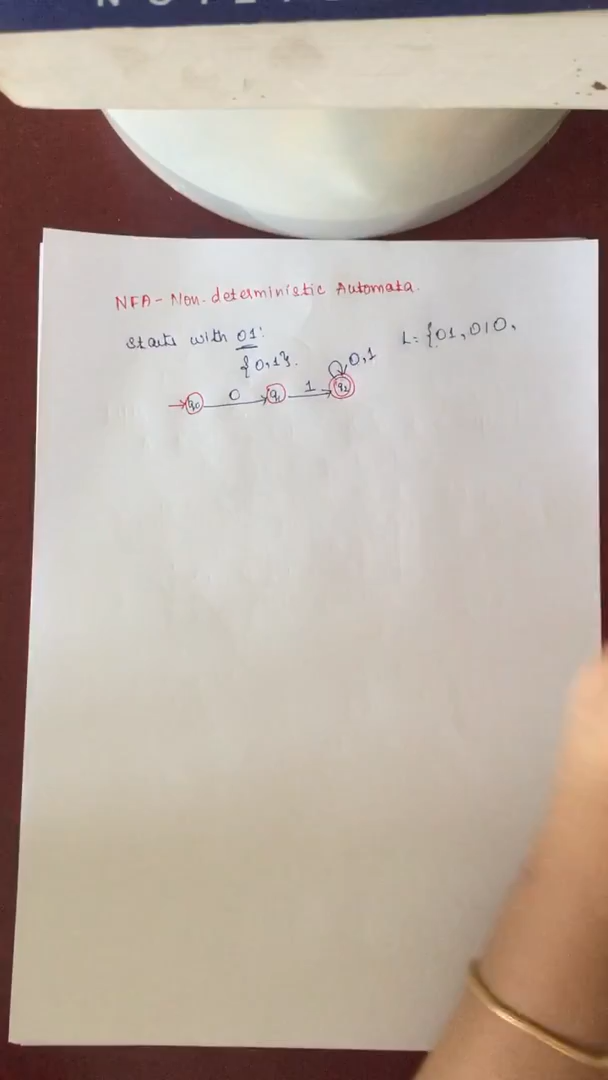 NFA - Non-deterministic Automata.
Starts with 01:
{0,1}.
L = {01, 010,
0 1 0,1
q0 q1 q2